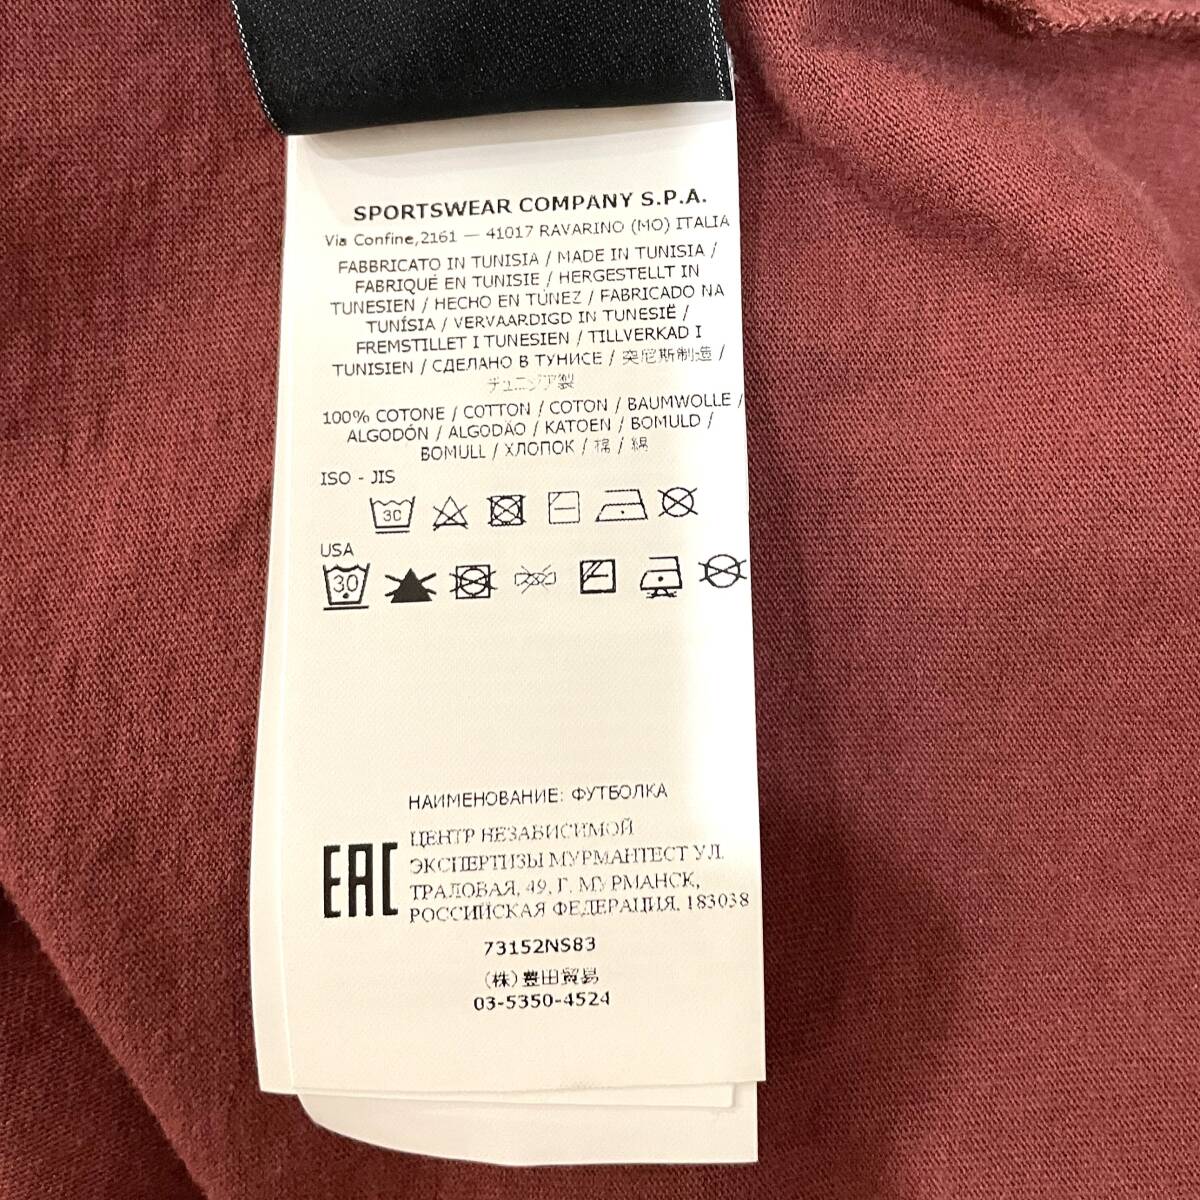 SPORTSWEAR COMPANY S.P.A.
Via Confine,2161 — 41017 RAVARINO (MO) ITALIA
FABBRICATO IN TUNISIA / MADE IN TUNISIA /
FABRIQUÉ EN TUNISIE / HERGESTELLT IN
TUNESIEN / HECHO EN TÚNEZ / FABRICADO NA
TUNÍSIA / VERVAARDIGD IN TUNESIË /
FREMSTILLET I TUNESIEN / TILLVERKAD I
TUNISIEN / СДЕЛАНО В ТУНИСЕ / 突尼斯制造 /
チュニジア製
100% COTONE / COTTON / COTON / BAUMWOLLE /
ALGODÓN / ALGODÃO / KATOEN / BOMULD /
BOMULL / ХЛОПОК / 棉 / 綿
ISO - JIS
30
USA
30
НАИМЕНОВАНИЕ: ФУТБОЛКА
EAC
ЦЕНТР НЕЗАВИСИМОЙ
ЭКСПЕРТИЗЫ МУРМАНТЕСТ УЛ.
ТРАЛОВАЯ, 49, Г. МУРМАНСК,
РОССИЙСКАЯ ФЕДЕРАЦИЯ, 183038
73152NS83
(株)豊田貿易
03-5350-4524